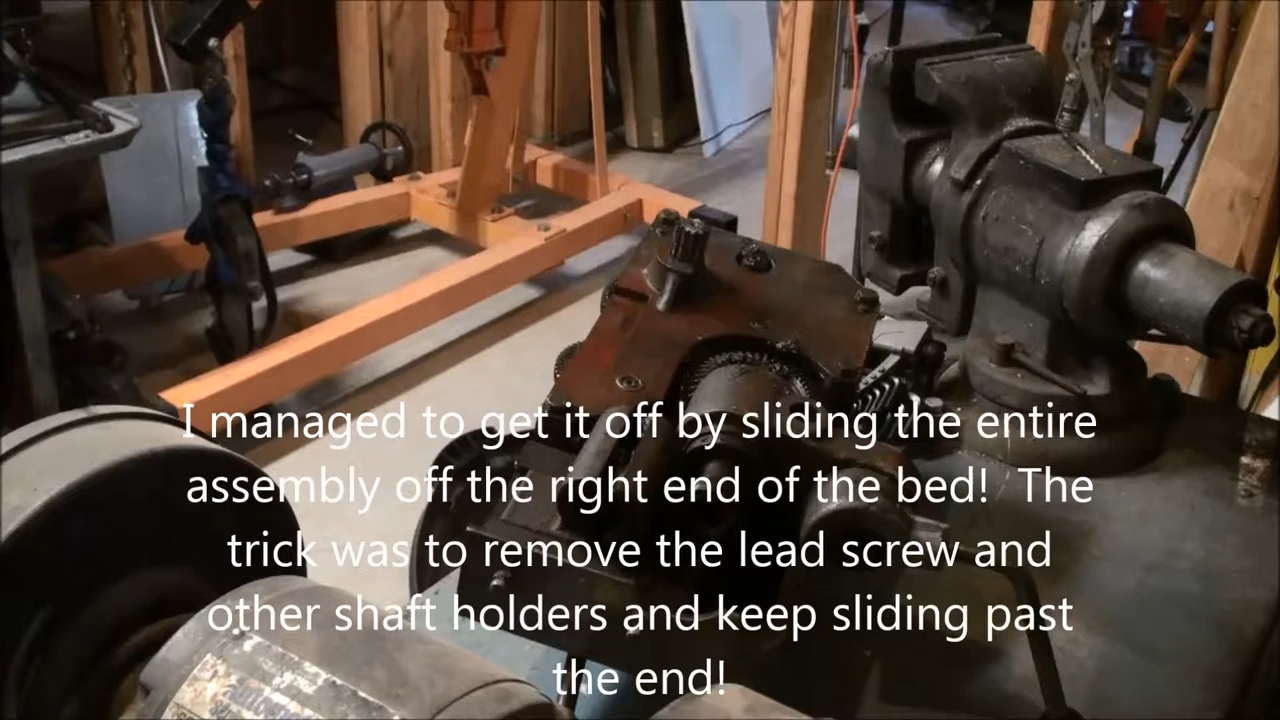 I managed to get it off by sliding the entire
assembly off the right end of the bed!  The
trick was to remove the lead screw and
other shaft holders and keep sliding past
the end!